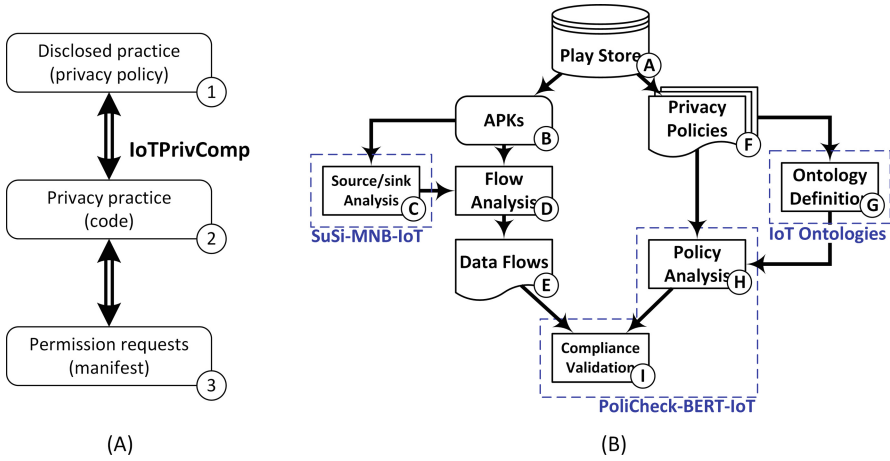 Disclosed practice
(privacy policy)
1
IoTPrivComp
Privacy practice
(code)
2
Permission requests
(manifest)
3
(A)
Play Store
A
APKs
B
Privacy
Policies
F
Source/sink
Analysis
C
SuSi-MNB-IoT
Flow
Analysis
D
Ontology
Definition
G
IoT Ontologies
Data Flows
E
Policy
Analysis
H
Compliance
Validation
I
PoliCheck-BERT-IoT
(B)